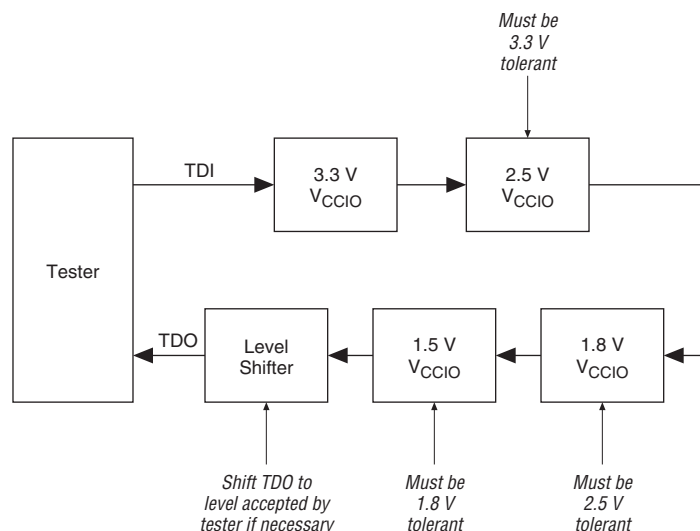 Must be
3.3 V
tolerant
TDI
3.3 V
VCCIO
2.5 V
VCCIO
Tester
TDO
Level
Shifter
1.5 V
VCCIO
1.8 V
VCCIO
Shift TDO to
level accepted by
tester if necessary
Must be
1.8 V
tolerant
Must be
2.5 V
tolerant